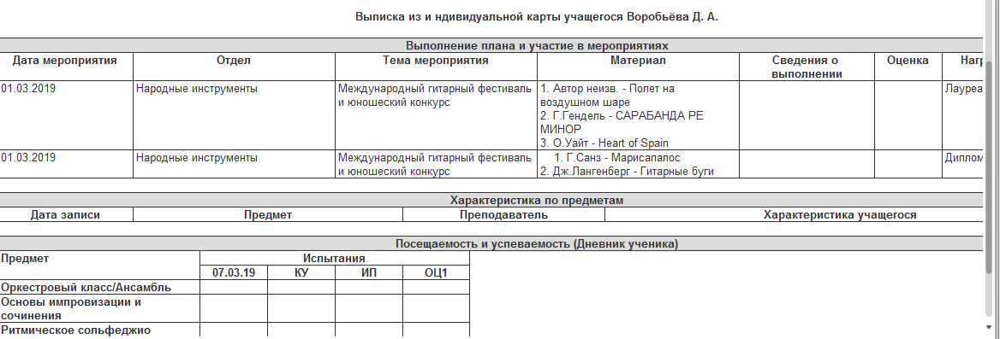 Выписка из и ндивидуальной карты учащегося Воробьёва Д. А.
Выполнение плана и участие в мероприятиях
Дата мероприятия Отдел Тема мероприятия Материал Сведения о выполнении Оценка Нагр
01.03.2019 Народные инструменты Международный гитарный фестиваль 1. Автор неизв. - Полет на Лауреа
и юношеский конкурс воздушном шаре
2. Г.Гендель - САРАБАНДА РЕ
МИНОР
3. О.Уайт - Heart of Spain
01.03.2019 Народные инструменты Международный гитарный фестиваль 1. Г.Санз - Марисапалос Диплом
и юношеский конкурс 2. Дж.Лангенберг - Гитарные буги
Характеристика по предметам
Дата записи Предмет Преподаватель Характеристика учащегося
Посещаемость и успеваемость (Дневник ученика)
Предмет Испытания
07.03.19 КУ ИП ОЦ1
Оркестровый класс/Ансамбль
Основы импровизации и
сочинения
Ритмическое сольфеджио